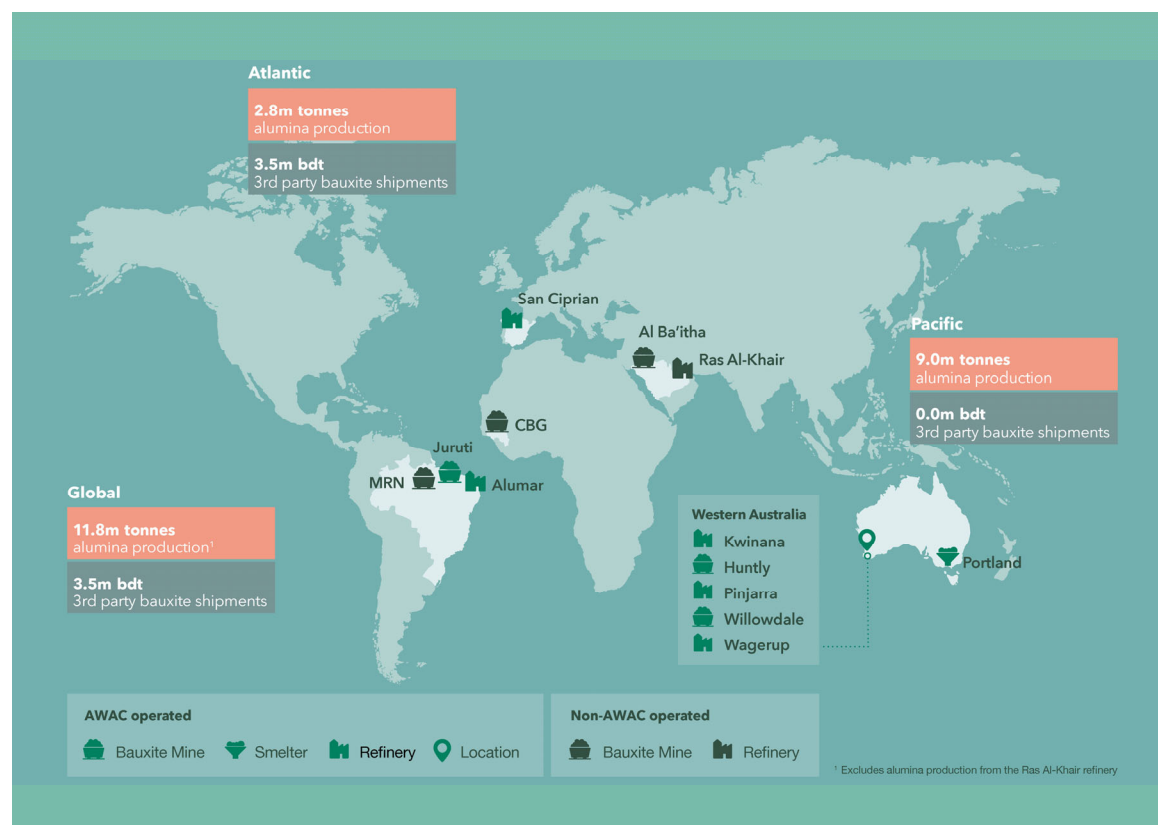 Atlantic
2.8m tonnes
alumina production
3.5m bdt
3rd party bauxite shipments
San Ciprian
Al Ba’itha
Ras Al-Khair
Pacific
9.0m tonnes
alumina production
0.0m bdt
3rd party bauxite shipments
CBG
Juruti
MRN
Alumar
Global
11.8m tonnes
alumina production¹
3.5m bdt
3rd party bauxite shipments
Western Australia
Kwinana
Huntly
Pinjarra
Willowdale
Wagerup
Portland
AWAC operated
Bauxite Mine
Smelter
Refinery
Location
Non-AWAC operated
Bauxite Mine
Refinery
¹ Excludes alumina production from the Ras Al-Khair refinery